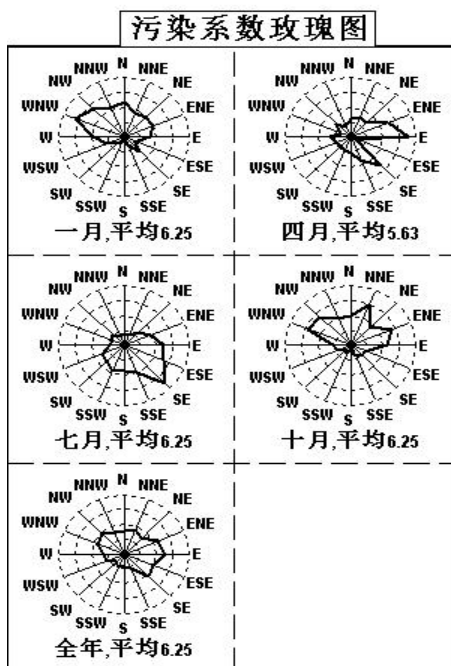 污染系数玫瑰图
N
NNW NNE
NW NE
WNW ENE
W E
WSW ESE
SW SE
SSW SSE
S
一月,平均6.25
N
NNW NNE
NW NE
WNW ENE
W E
WSW ESE
SW SE
SSW SSE
S
四月,平均5.63
N
NNW NNE
NW NE
WNW ENE
W E
WSW ESE
SW SE
SSW SSE
S
七月,平均6.25
N
NNW NNE
NW NE
WNW ENE
W E
WSW ESE
SW SE
SSW SSE
S
十月,平均6.25
N
NNW NNE
NW NE
WNW ENE
W E
WSW ESE
SW SE
SSW SSE
S
全年,平均6.25